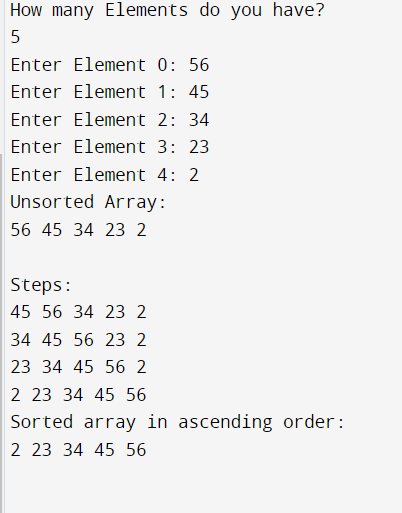 How many Elements do you have?
5
Enter Element 0: 56
Enter Element 1: 45
Enter Element 2: 34
Enter Element 3: 23
Enter Element 4: 2
Unsorted Array:
56 45 34 23 2
Steps:
45 56 34 23 2
34 45 56 23 2
23 34 45 56 2
2 23 34 45 56
Sorted array in ascending order:
2 23 34 45 56